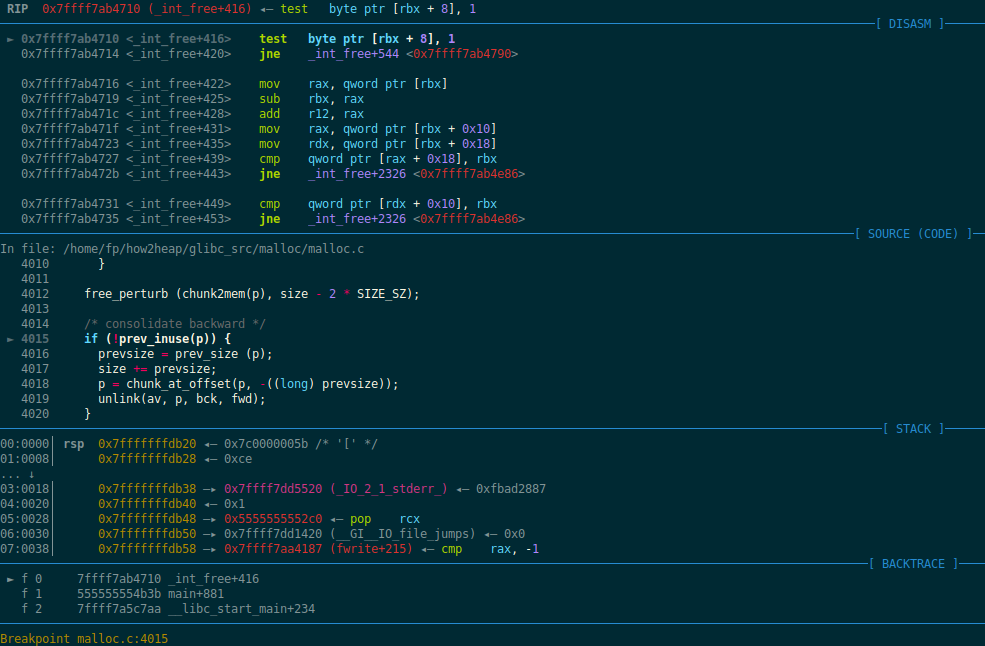 RIP  0x7ffff7ab4710 (_int_free+416) ◂— test   byte ptr [rbx + 8], 1
[ DISASM ]
► 0x7ffff7ab4710 <_int_free+416>    test   byte ptr [rbx + 8], 1
0x7ffff7ab4714 <_int_free+420>    jne    _int_free+544 <0x7ffff7ab4790>
0x7ffff7ab4716 <_int_free+422>    mov    rax, qword ptr [rbx]
0x7ffff7ab4719 <_int_free+425>    sub    rbx, rax
0x7ffff7ab471c <_int_free+428>    add    r12, rax
0x7ffff7ab471f <_int_free+431>    mov    rax, qword ptr [rbx + 0x10]
0x7ffff7ab4723 <_int_free+435>    mov    rdx, qword ptr [rbx + 0x18]
0x7ffff7ab4727 <_int_free+439>    cmp    qword ptr [rax + 0x18], rbx
0x7ffff7ab472b <_int_free+443>    jne    _int_free+2326 <0x7ffff7ab4e86>
0x7ffff7ab4731 <_int_free+449>    cmp    qword ptr [rdx + 0x10], rbx
0x7ffff7ab4735 <_int_free+453>    jne    _int_free+2326 <0x7ffff7ab4e86>
[ SOURCE (CODE) ]
In file: /home/fp/how2heap/glibc_src/malloc/malloc.c
4010       }
4011
4012     free_perturb (chunk2mem(p), size - 2 * SIZE_SZ);
4013
4014     /* consolidate backward */
► 4015     if (!prev_inuse(p)) {
4016       prevsize = prev_size (p);
4017       size += prevsize;
4018       p = chunk_at_offset(p, -((long) prevsize));
4019       unlink(av, p, bck, fwd);
4020     }
[ STACK ]
00:0000│ rsp  0x7fffffffdb20 ◂— 0x7c0000005b /* '[' */
01:0008│      0x7fffffffdb28 ◂— 0xce
... ↓
03:0018│      0x7fffffffdb38 —▸ 0x7ffff7dd5520 (_IO_2_1_stderr_) ◂— 0xfbad2887
04:0020│      0x7fffffffdb40 ◂— 0x1
05:0028│      0x7fffffffdb48 —▸ 0x5555555552c0 ◂— pop    rcx
06:0030│      0x7fffffffdb50 —▸ 0x7ffff7dd1420 (__GI__IO_file_jumps) ◂— 0x0
07:0038│      0x7fffffffdb58 —▸ 0x7ffff7aa4187 (fwrite+215) ◂— cmp    rax, -1
[ BACKTRACE ]
► f 0     7ffff7ab4710 _int_free+416
f 1     555555554b3b main+881
f 2     7ffff7a5c7aa __libc_start_main+234
Breakpoint malloc.c:4015